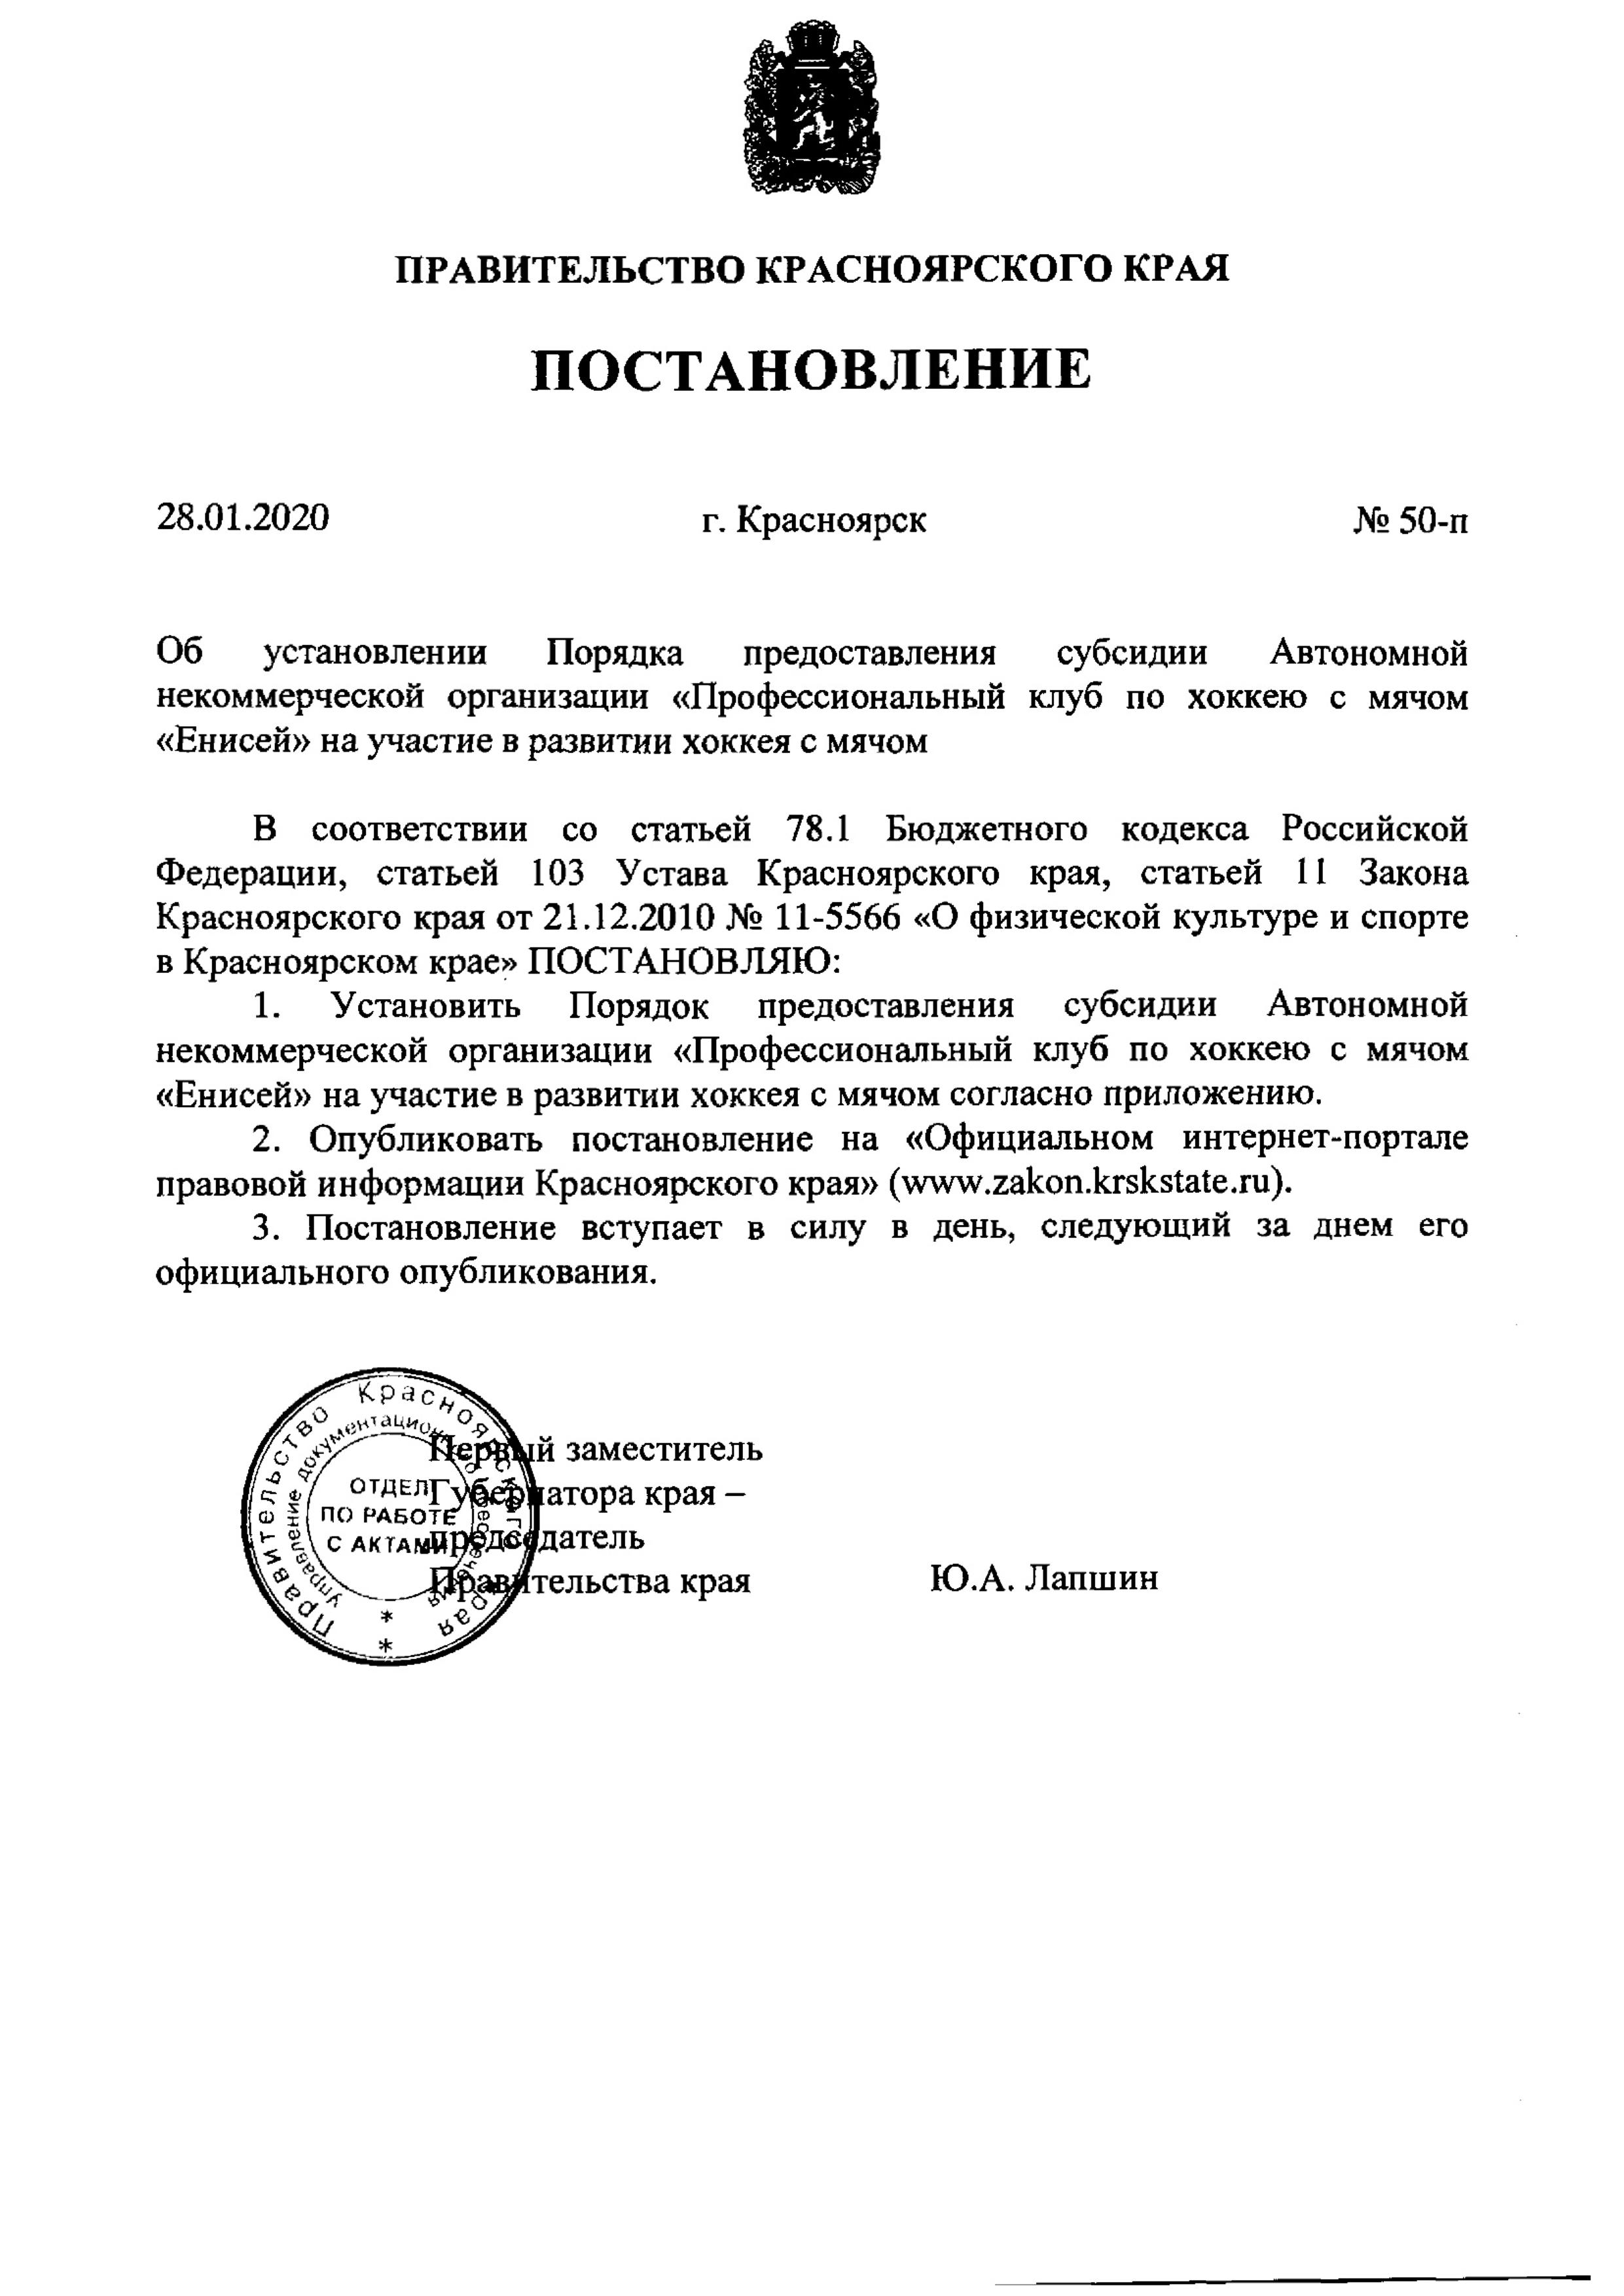 ПРАВИТЕЛЬСТВО КРАСНОЯРСКОГО КРАЯ
ПОСТАНОВЛЕНИЕ
28.01.2020 г. Красноярск № 50-п
Об установлении Порядка предоставления субсидии Автономной
некоммерческой организации «Профессиональный клуб по хоккею с мячом
«Енисей» на участие в развитии хоккея с мячом
В соответствии со статьей 78.1 Бюджетного кодекса Российской
Федерации, статьей 103 Устава Красноярского края, статьей 11 Закона
Красноярского края от 21.12.2010 № 11-5566 «О физической культуре и спорте
в Красноярском крае» ПОСТАНОВЛЯЮ:
1. Установить Порядок предоставления субсидии Автономной
некоммерческой организации «Профессиональный клуб по хоккею с мячом
«Енисей» на участие в развитии хоккея с мячом согласно приложению.
2. Опубликовать постановление на «Официальном интернет-портале
правовой информации Красноярского края» (www.zakon.krskstate.ru).
3. Постановление вступает в силу в день, следующий за днем его
официального опубликования.
Первый заместитель
Губернатора края –
председатель
Правительства края Ю.А. Лапшин
Правительство Красноярского края
управление документационного обеспечения
ОТДЕЛ
ПО РАБОТЕ
С АКТАМИ